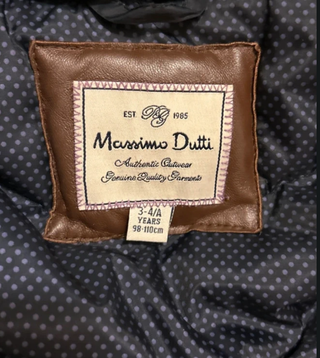 EST. 1985
Massimo Dutti
Authentic Outwear
Genuine Quality Garments
3-4/A
YEARS
98-110cm